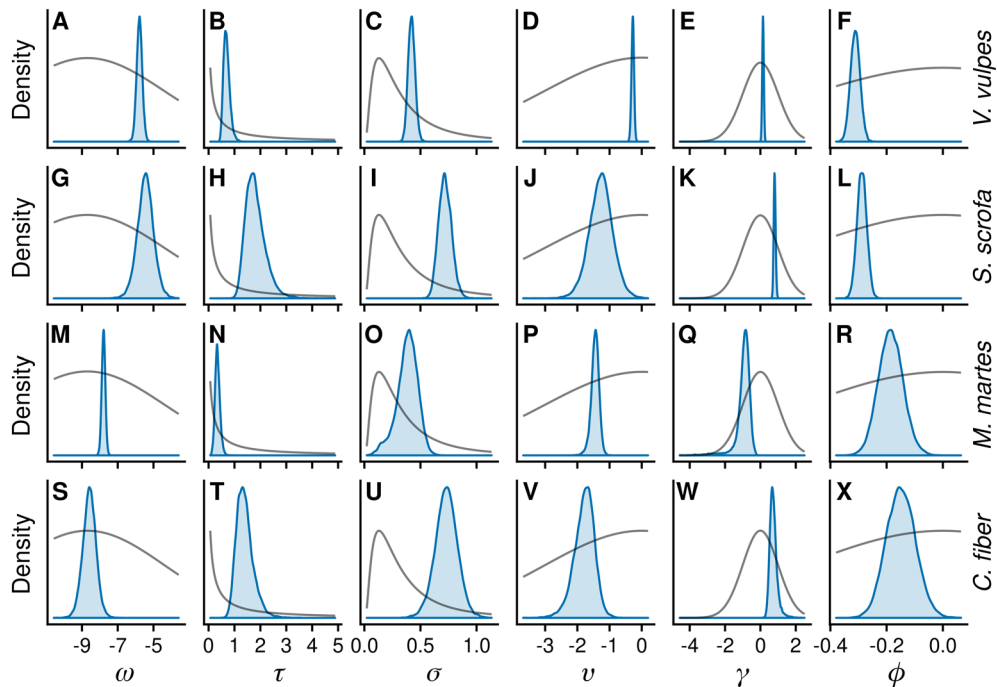 A B C D E F
Density
V. vulpes
G H I J K L
Density
S. scrofa
M N O P Q R
Density
M. martes
S T U V W X
Density
C. fiber
-9 -7 -5 0 1 2 3 4 5 0.0 0.5 1.0 -3 -2 -1 0 -4 -2 0 2 -0.4 -0.2 0.0
ω τ σ υ γ ϕ